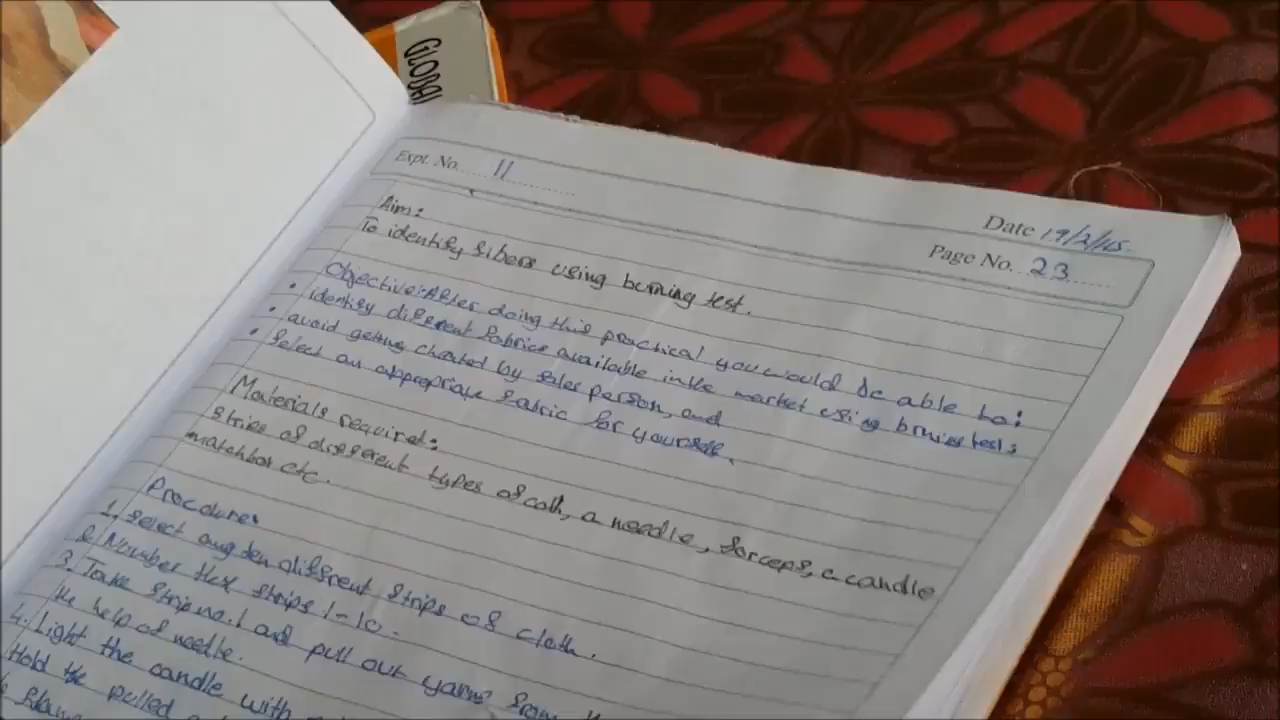 GLOBAL
Expt. No. 11
Date 19/2/15
Page No. 23
Aim:
To identify fibers using burning test.
Objective: After doing this practical you would be able to:
• identify different fabrics available in the market using burning test;
• avoid getting cheated by sales person, and
• select an appropriate fabric for yourself.
Materials required:
strips of different types of cloth, a needle, forceps, a candle
matchbox etc.
Procedure:
1. Select any ten different strips of cloth.
2. Number the strips 1-10.
3. Take strip no. 1 and pull out yarns from
the help of needle.
4. Light the candle with
Hold the pulled